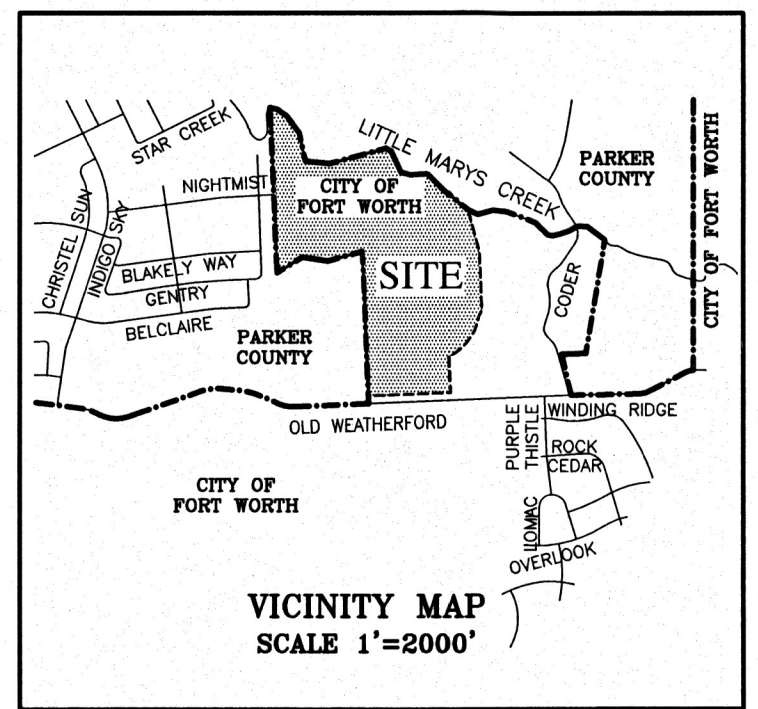 STAR CREEK
LITTLE MARYS CREEK
PARKER
COUNTY
CITY OF FORT WORTH
NIGHTMIST
CITY OF
FORT WORTH
CHRISTEL SUN
INDIGO SKY
BLAKELY WAY
GENTRY
BELCLAIRE
SITE
CODER
PARKER
COUNTY
OLD WEATHERFORD
PURPLE
THISTLE
WINDING RIDGE
ROCK
CEDAR
CITY OF
FORT WORTH
LLOMAC
OVERLOOK
VICINITY MAP
SCALE 1'=2000'